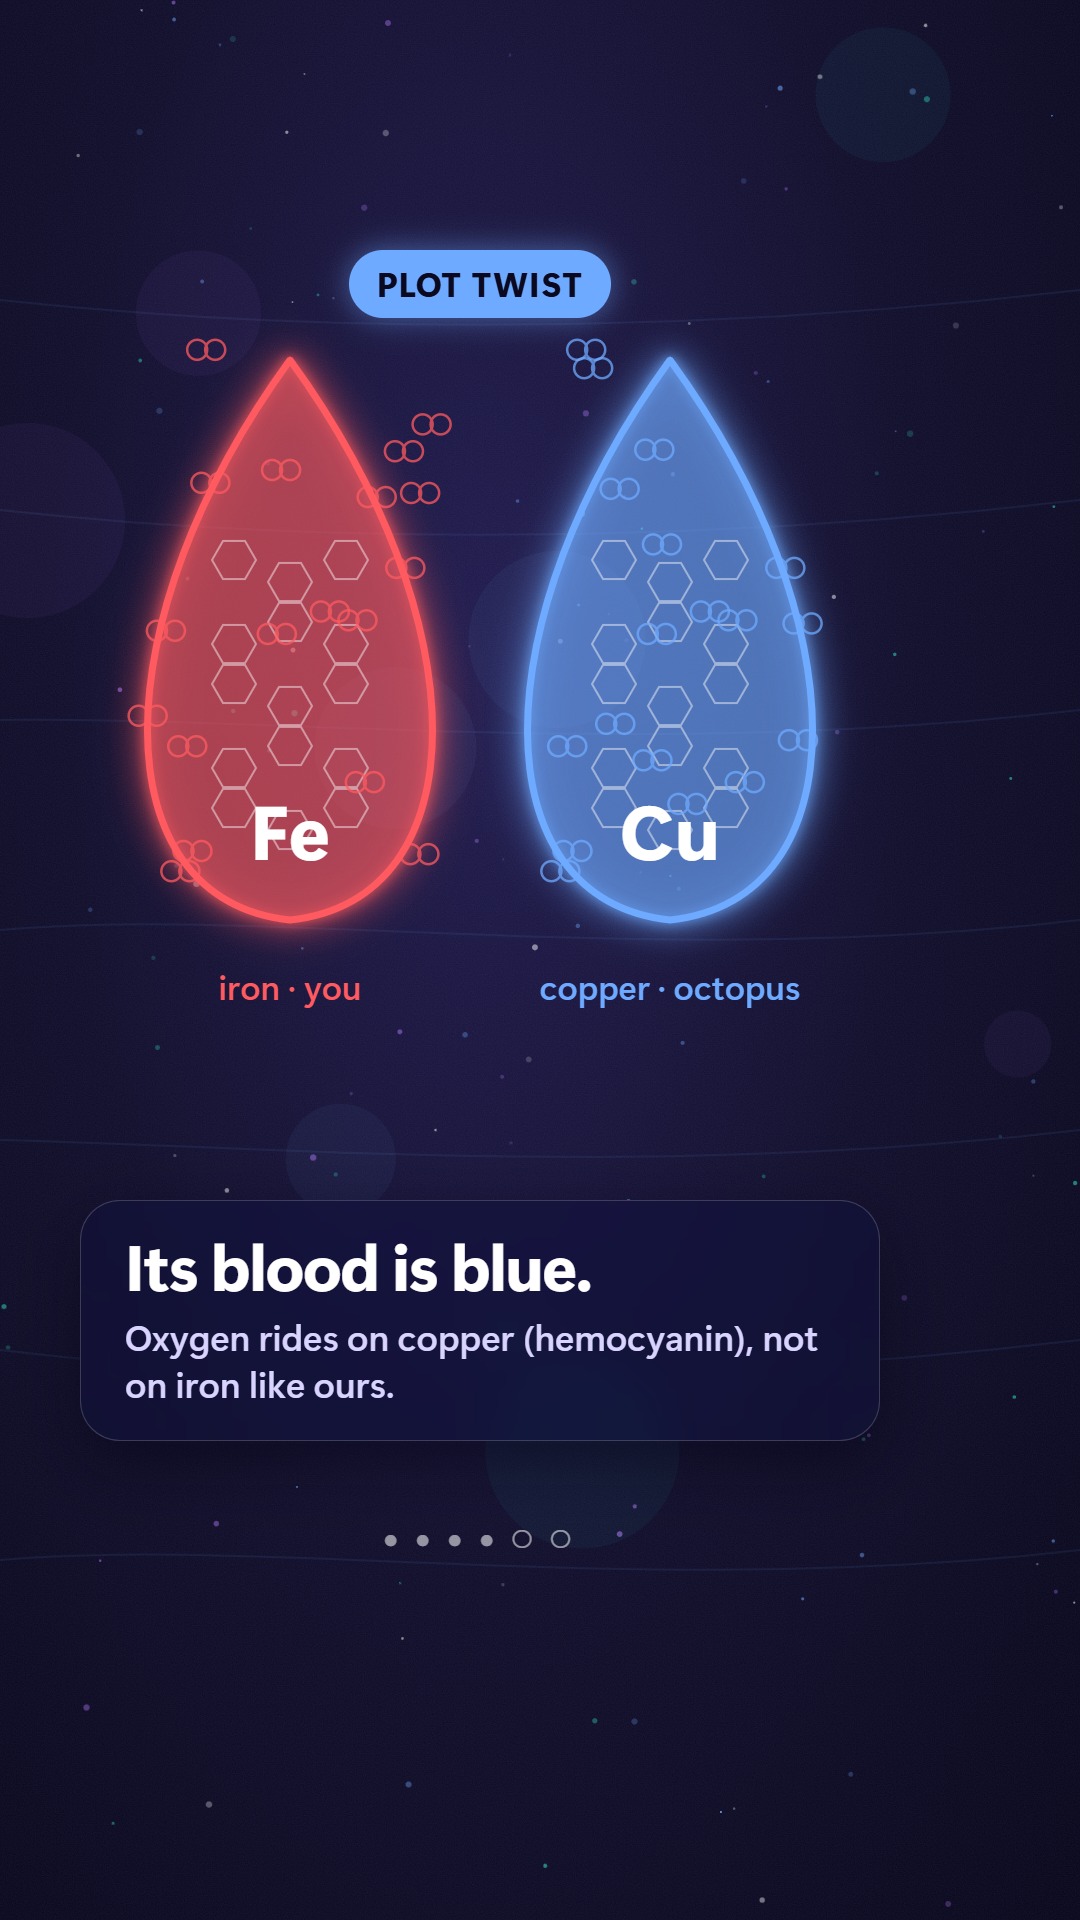 PLOT TWIST
Fe
Cu
iron · you
copper · octopus
Its blood is blue.
Oxygen rides on copper (hemocyanin), not
on iron like ours.